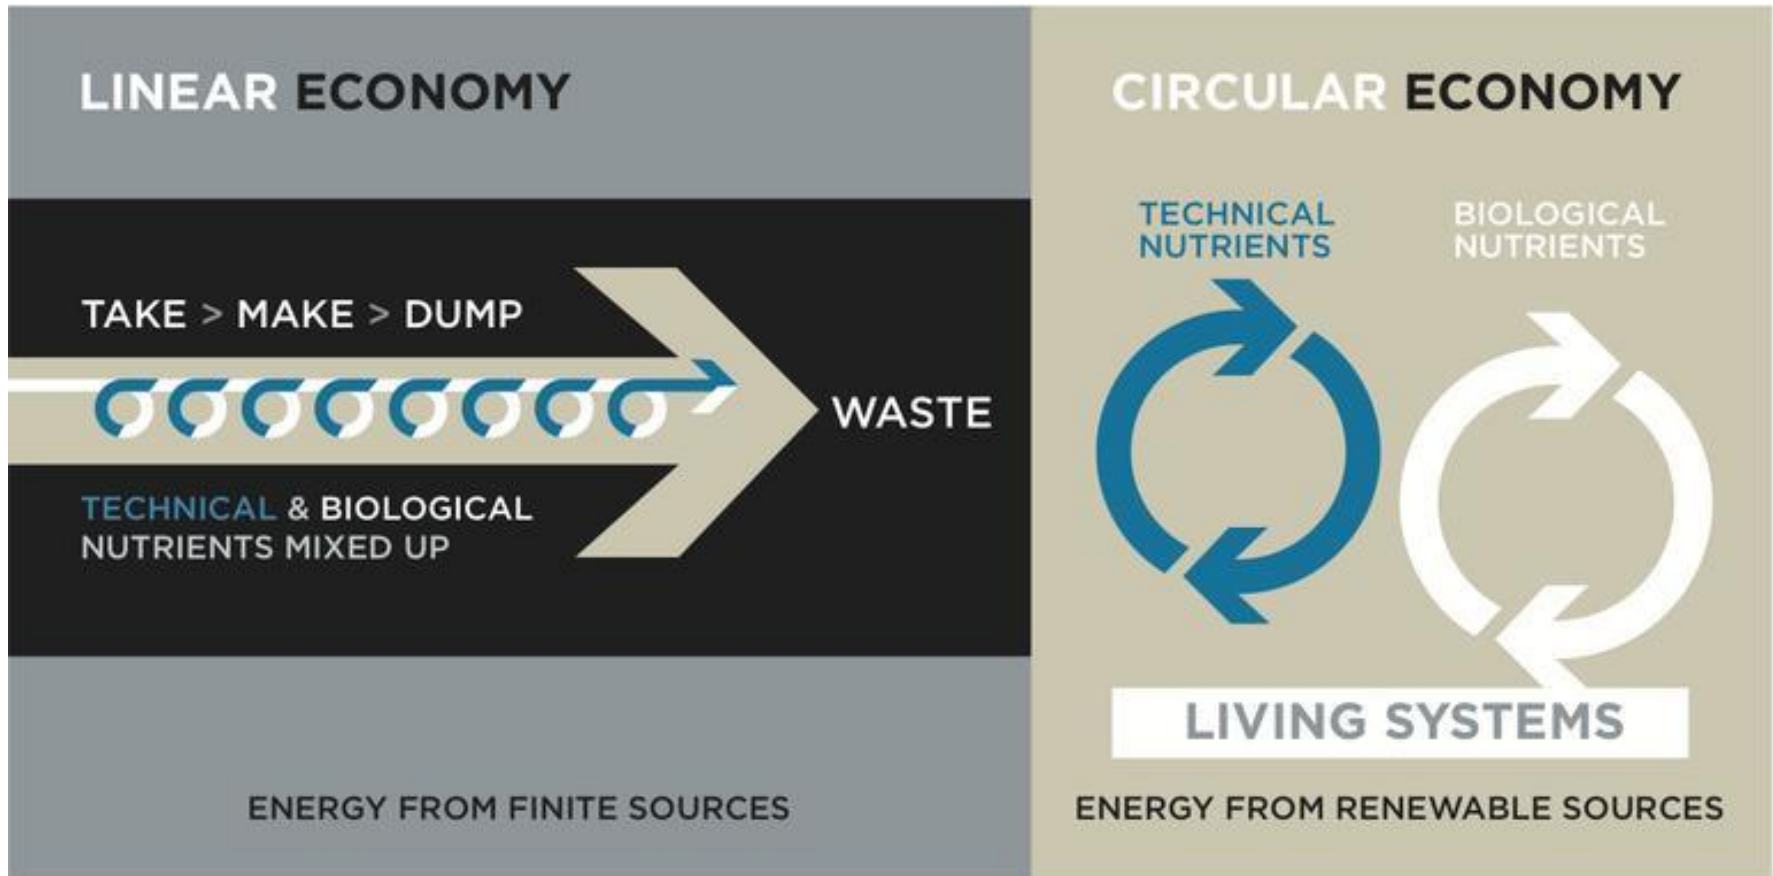 LINEAR ECONOMY
TAKE > MAKE > DUMP
WASTE
TECHNICAL & BIOLOGICAL
NUTRIENTS MIXED UP
ENERGY FROM FINITE SOURCES
CIRCULAR ECONOMY
TECHNICAL
NUTRIENTS
BIOLOGICAL
NUTRIENTS
LIVING SYSTEMS
ENERGY FROM RENEWABLE SOURCES